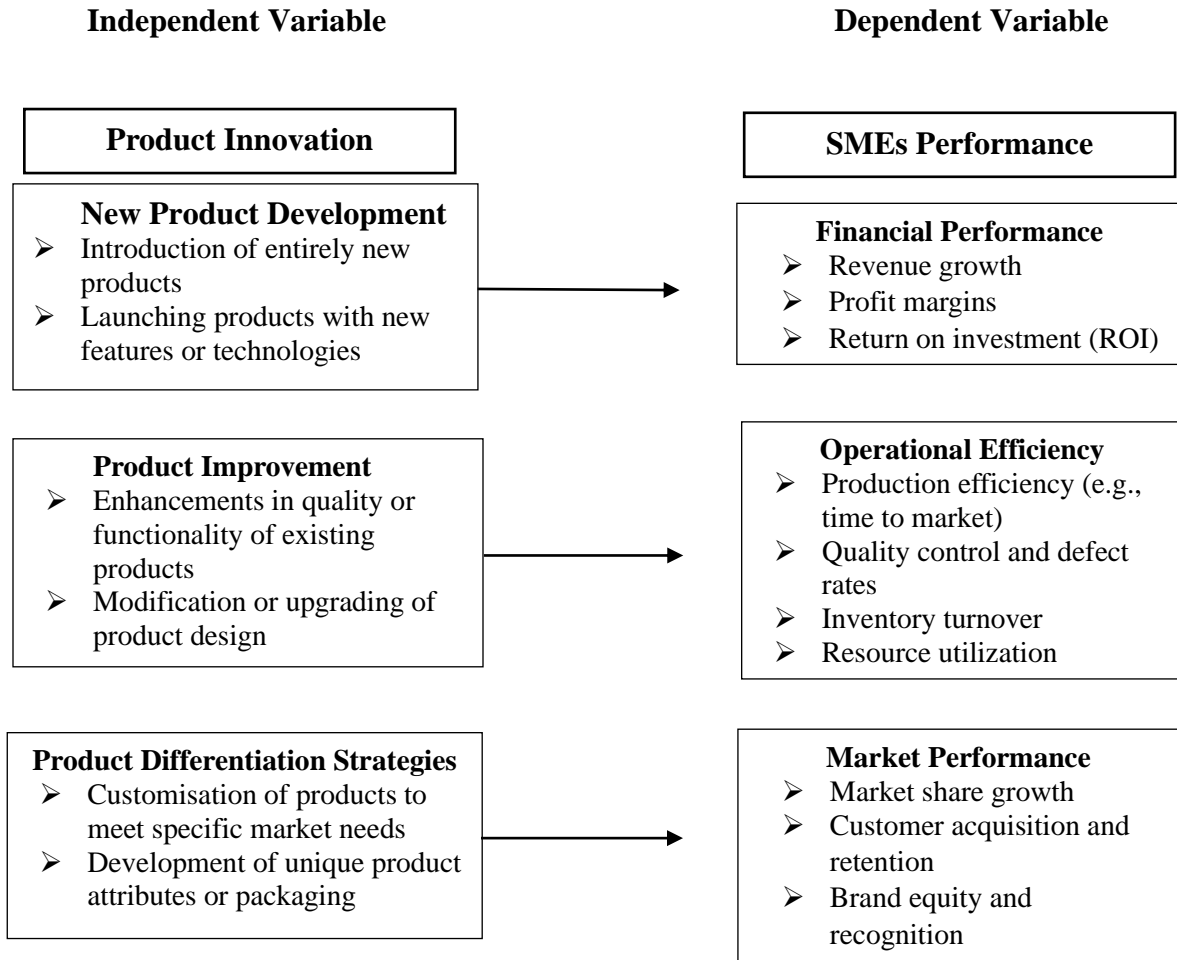 Independent Variable
Dependent Variable
Product Innovation
SMEs Performance
New Product Development
➢ Introduction of entirely new
products
➢ Launching products with new
features or technologies
Financial Performance
➢ Revenue growth
➢ Profit margins
➢ Return on investment (ROI)
Product Improvement
➢ Enhancements in quality or
functionality of existing
products
➢ Modification or upgrading of
product design
Operational Efficiency
➢ Production efficiency (e.g.,
time to market)
➢ Quality control and defect
rates
➢ Inventory turnover
➢ Resource utilization
Product Differentiation Strategies
➢ Customisation of products to
meet specific market needs
➢ Development of unique product
attributes or packaging
Market Performance
➢ Market share growth
➢ Customer acquisition and
retention
➢ Brand equity and
recognition